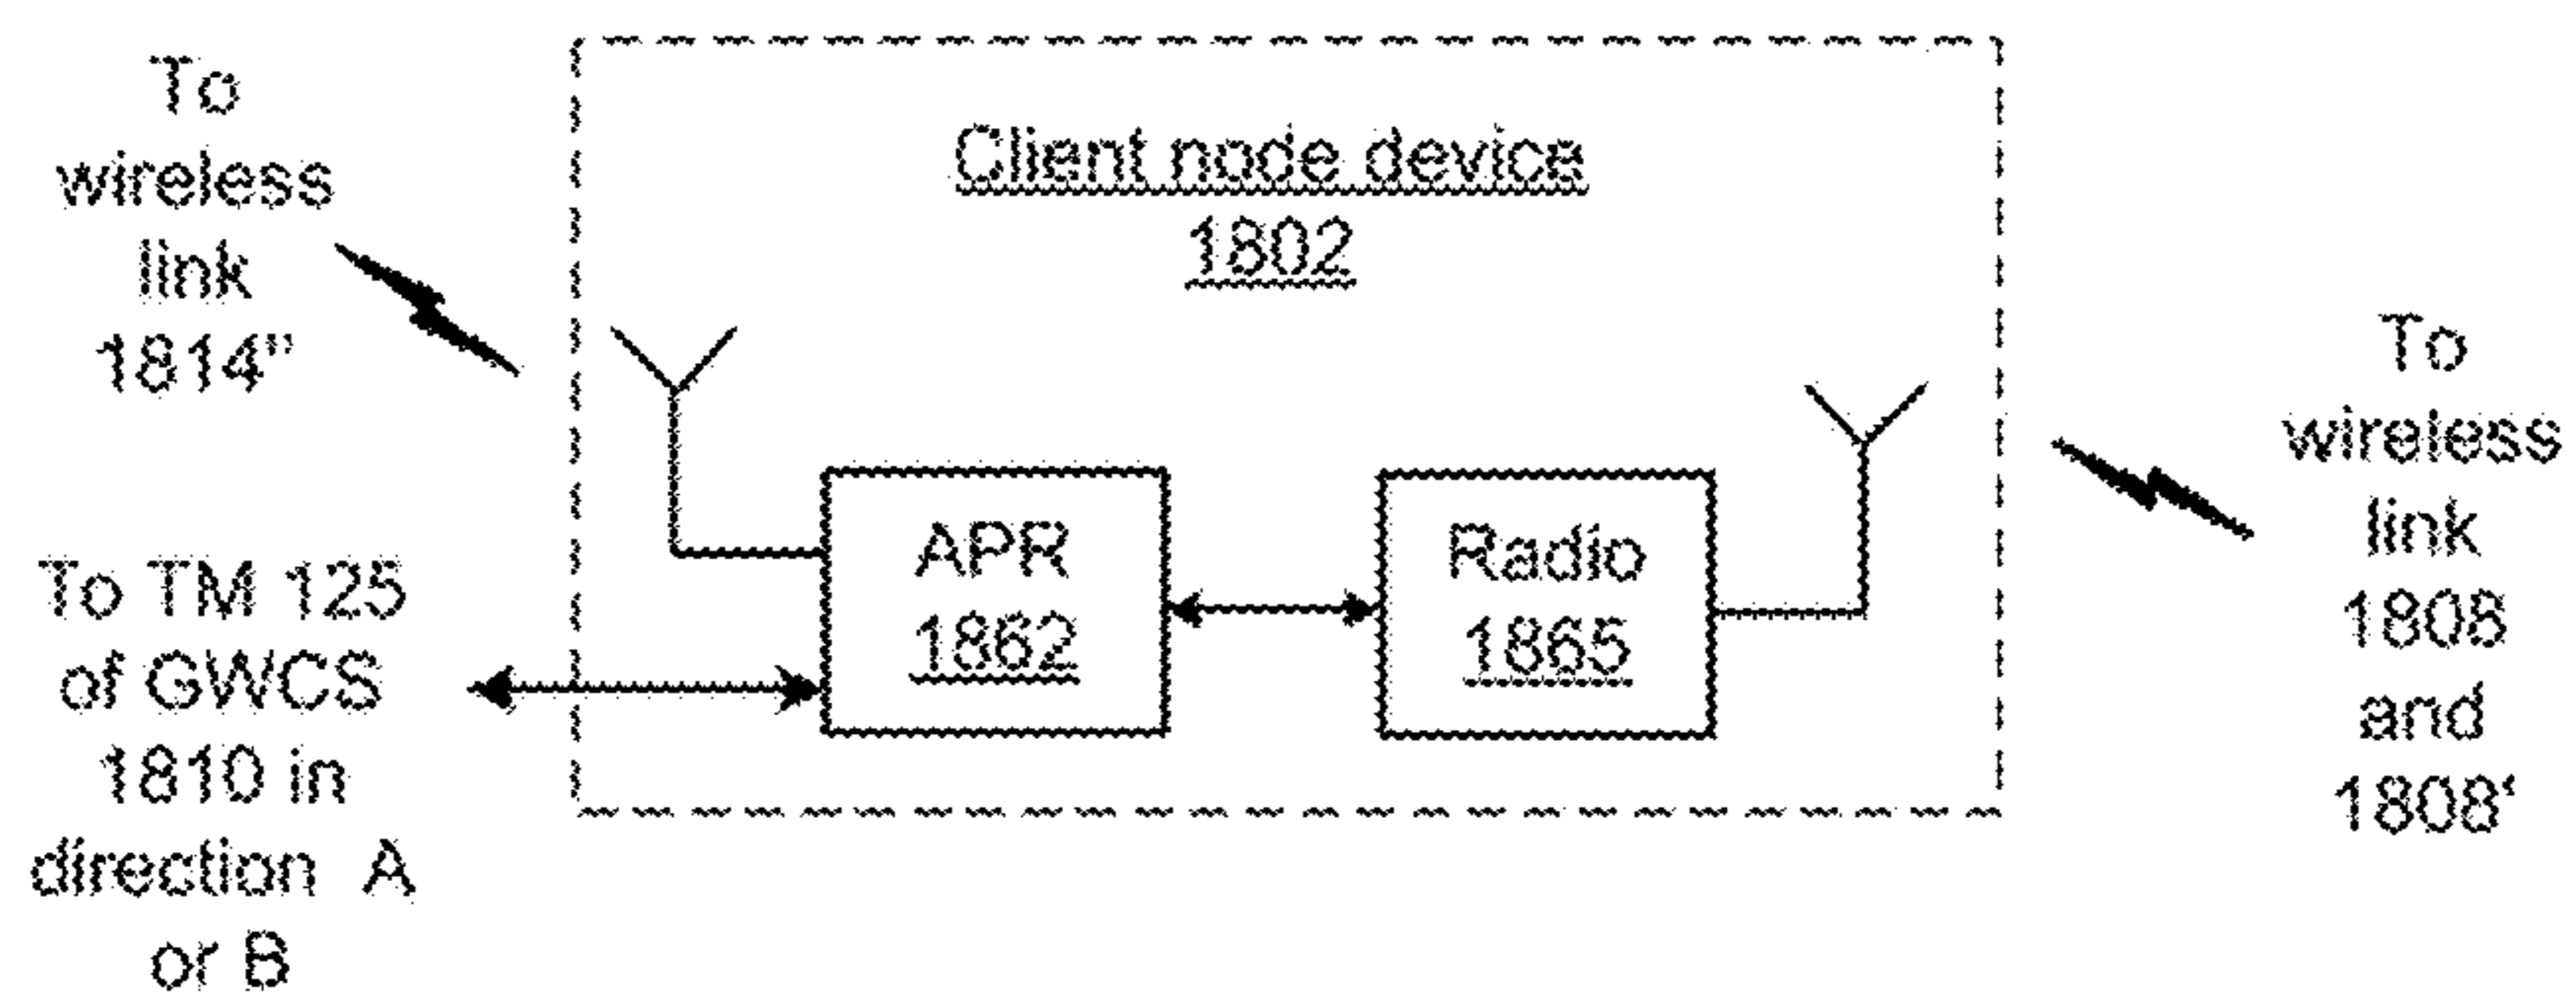 To
wireless
link
1814"
To TM 125
of GWCS
1810 in
direction A
or B
Client node device
1802
APR
1862
Radio
1865
To
wireless
link
1808
and
1808‘